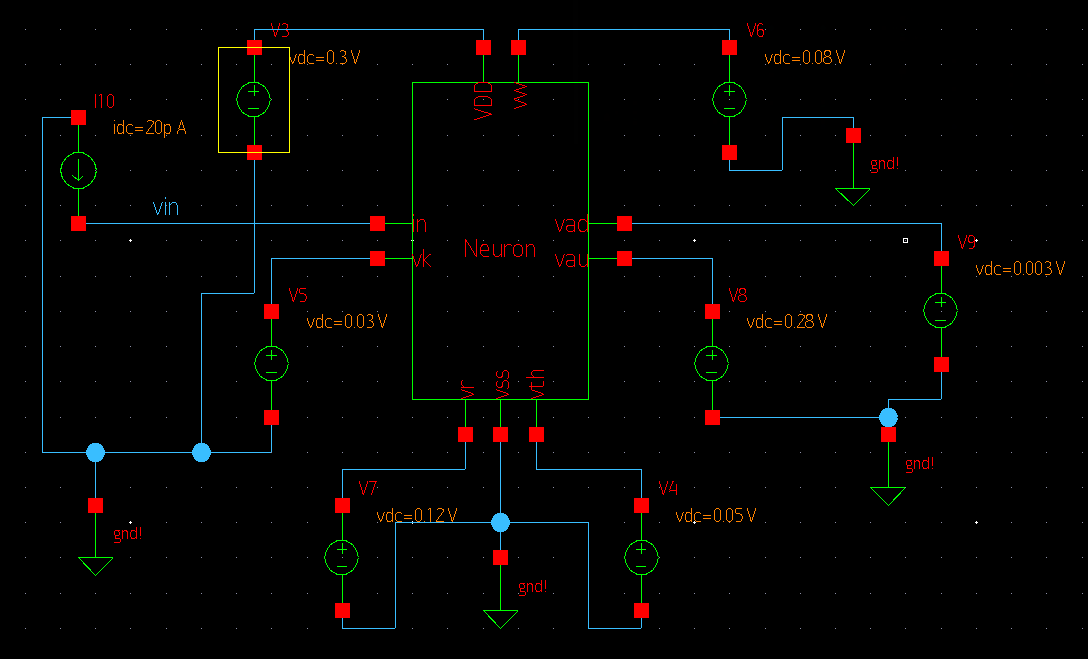 V3
vdc=0.3 V
V6
vdc=0.08 V
I10
idc=20p A
VDD
gnd!
vin
in
vk
Neuron
vau
V9
vdc=0.003 V
V5
vdc=0.03 V
V8
vdc=0.28 V
vr
vss
vth
gnd!
V7
vdc=0.12 V
V4
vdc=0.05 V
gnd!
gnd!